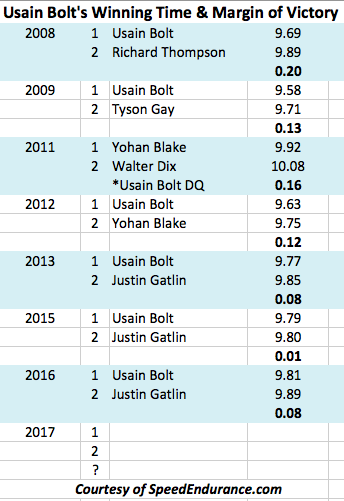 Usain Bolt's Winning Time & Margin of Victory
2008 1 Usain Bolt 9.69
2 Richard Thompson 9.89
0.20
2009 1 Usain Bolt 9.58
2 Tyson Gay 9.71
0.13
2011 1 Yohan Blake 9.92
2 Walter Dix 10.08
*Usain Bolt DQ 0.16
2012 1 Usain Bolt 9.63
2 Yohan Blake 9.75
0.12
2013 1 Usain Bolt 9.77
2 Justin Gatlin 9.85
0.08
2015 1 Usain Bolt 9.79
2 Justin Gatlin 9.80
0.01
2016 1 Usain Bolt 9.81
2 Justin Gatlin 9.89
0.08
2017 1
2
?
Courtesy of SpeedEndurance.com